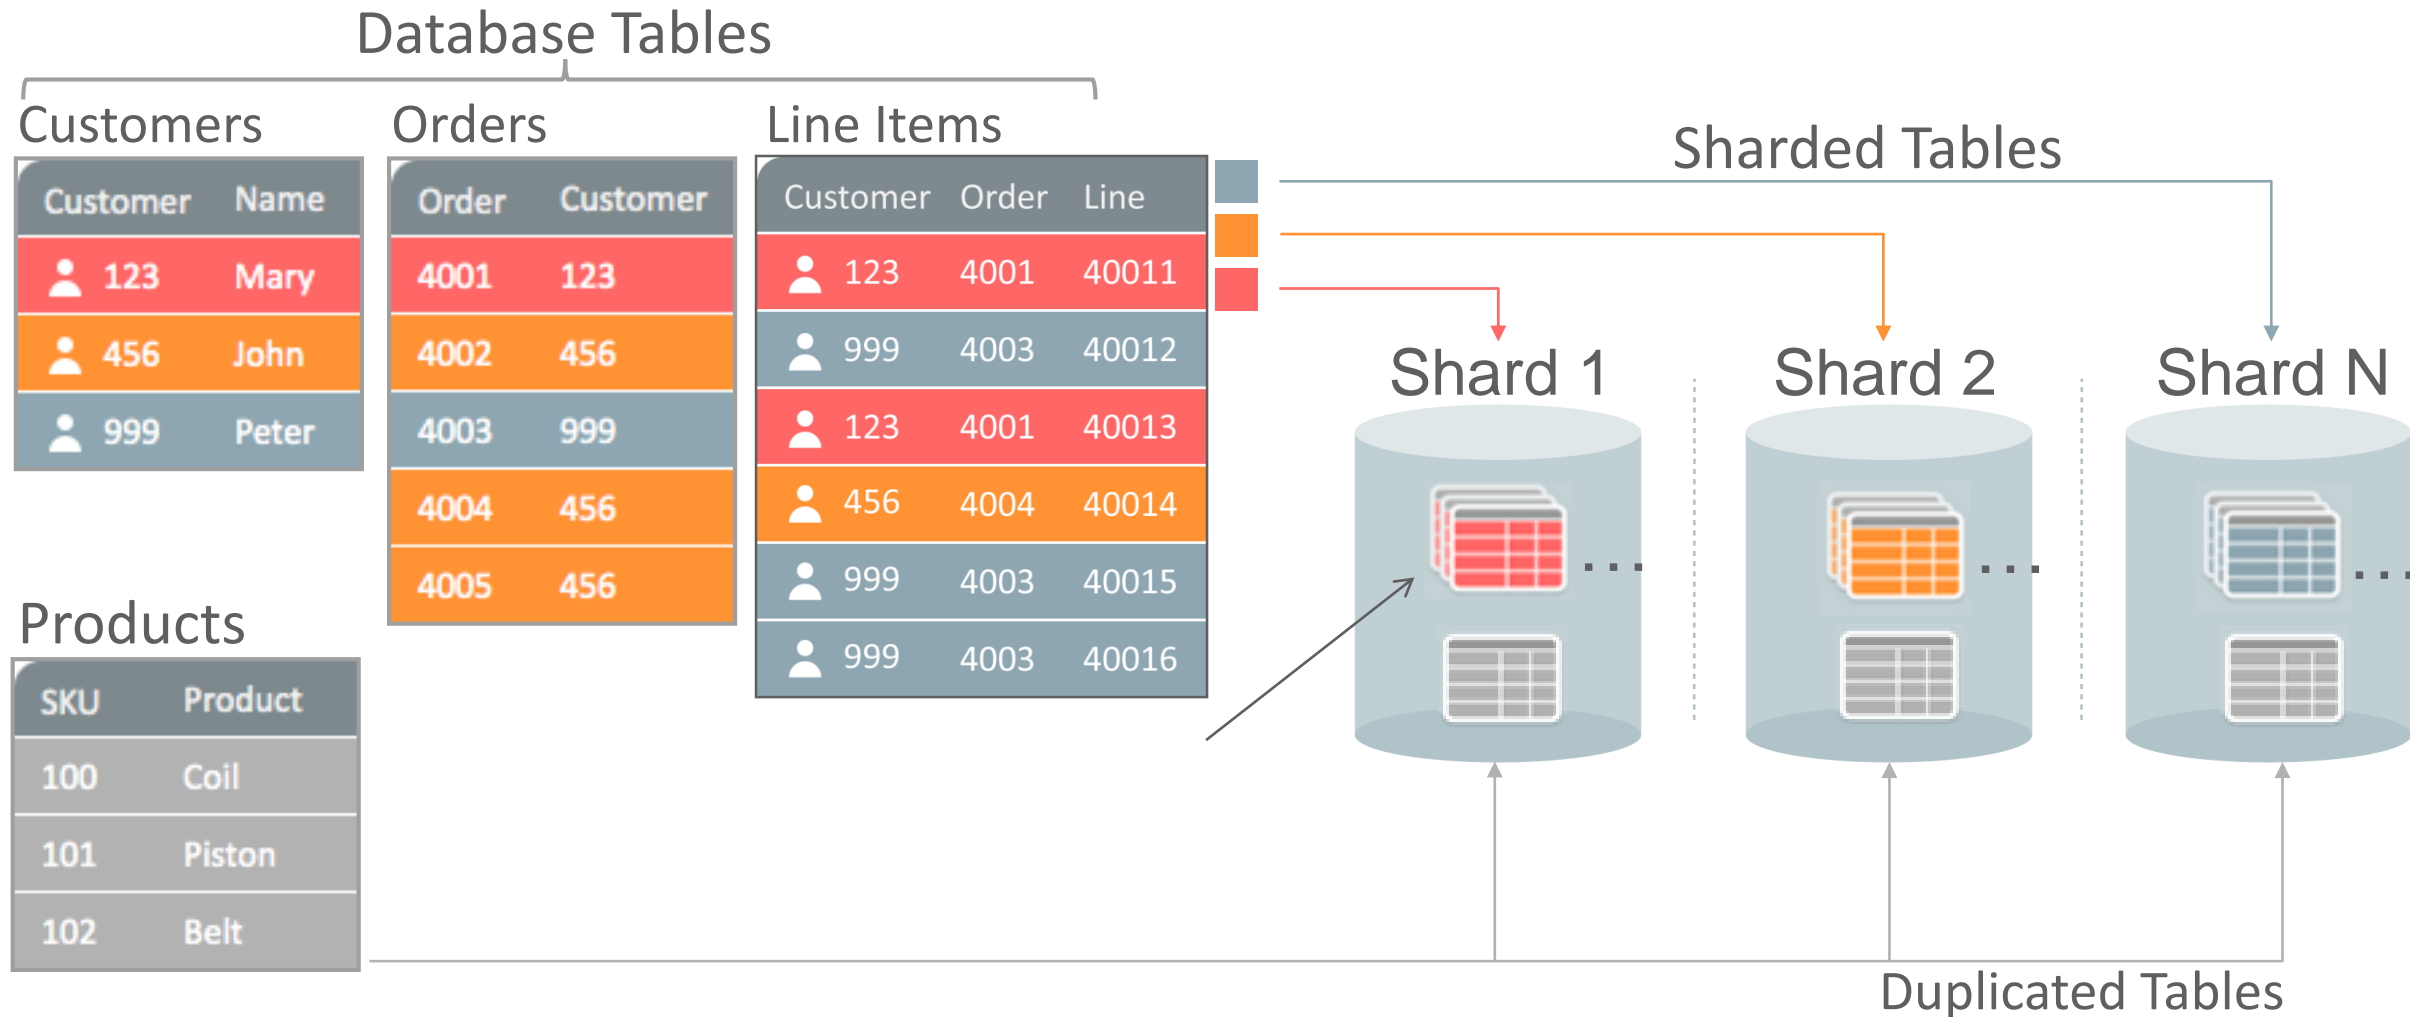 Database Tables
Customers
Customer Name
123 Mary
456 John
999 Peter
Orders
Order Customer
4001 123
4002 456
4003 999
4004 456
4005 456
Line Items
Customer Order Line
123 4001 40011
999 4003 40012
123 4001 40013
456 4004 40014
999 4003 40015
999 4003 40016
Products
SKU Product
100 Coil
101 Piston
102 Belt
Sharded Tables
Shard 1
Shard 2
Shard N
...
...
...
Duplicated Tables